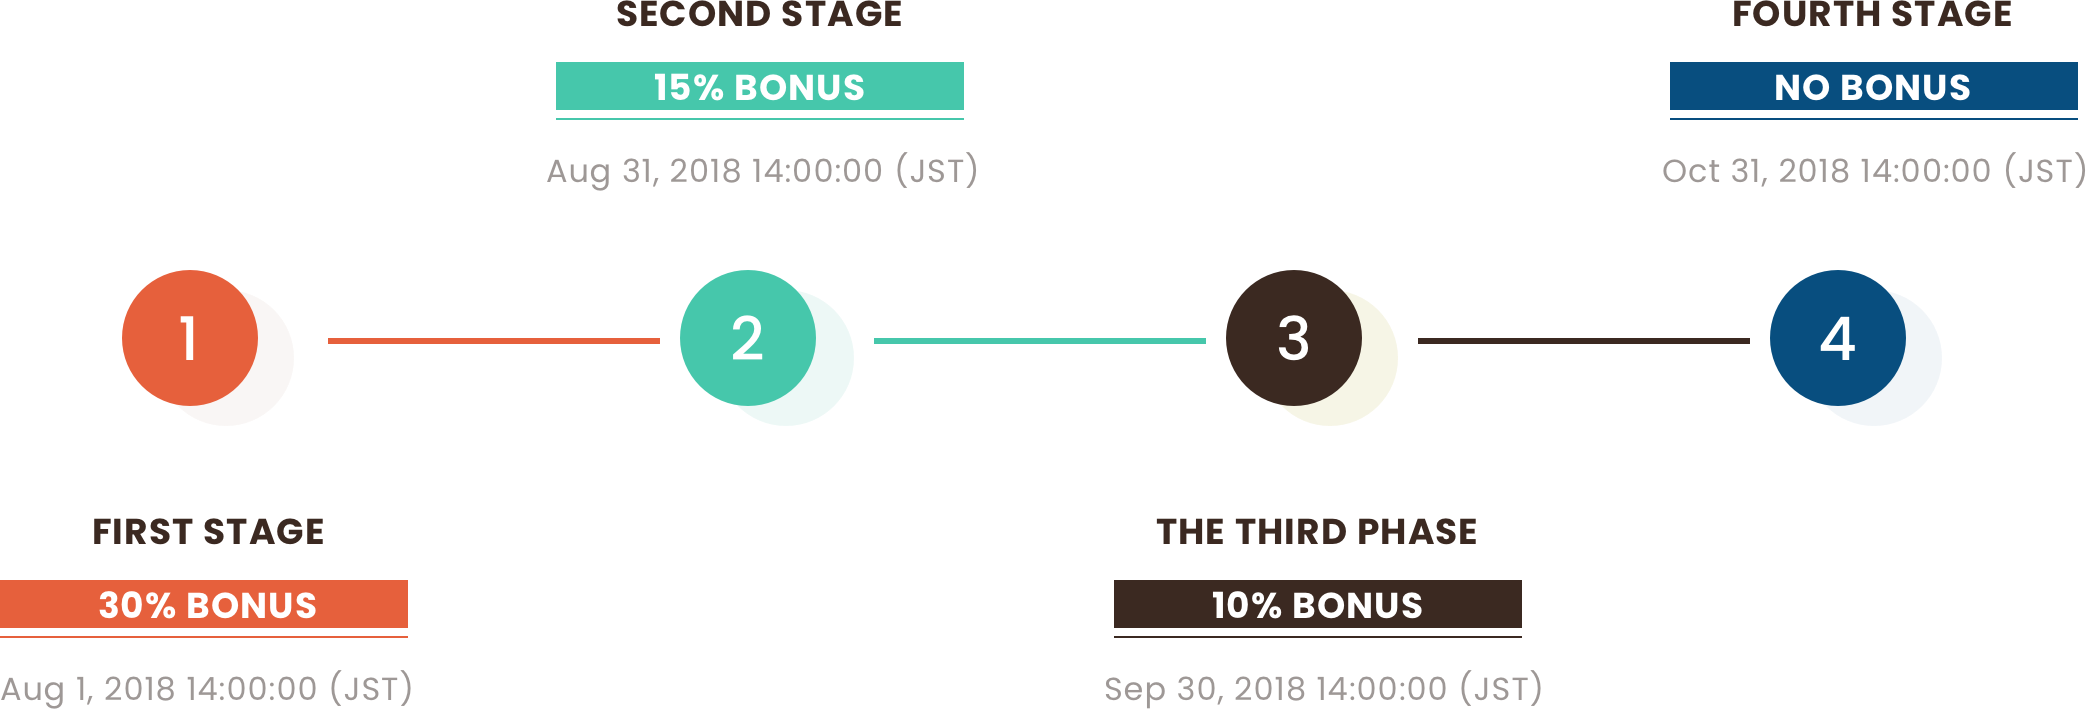 SECOND STAGE
15% BONUS
Aug 31, 2018 14:00:00 (JST)
FOURTH STAGE
NO BONUS
Oct 31, 2018 14:00:00 (JST)
1
2
3
4
FIRST STAGE
30% BONUS
Aug 1, 2018 14:00:00 (JST)
THE THIRD PHASE
10% BONUS
Sep 30, 2018 14:00:00 (JST)